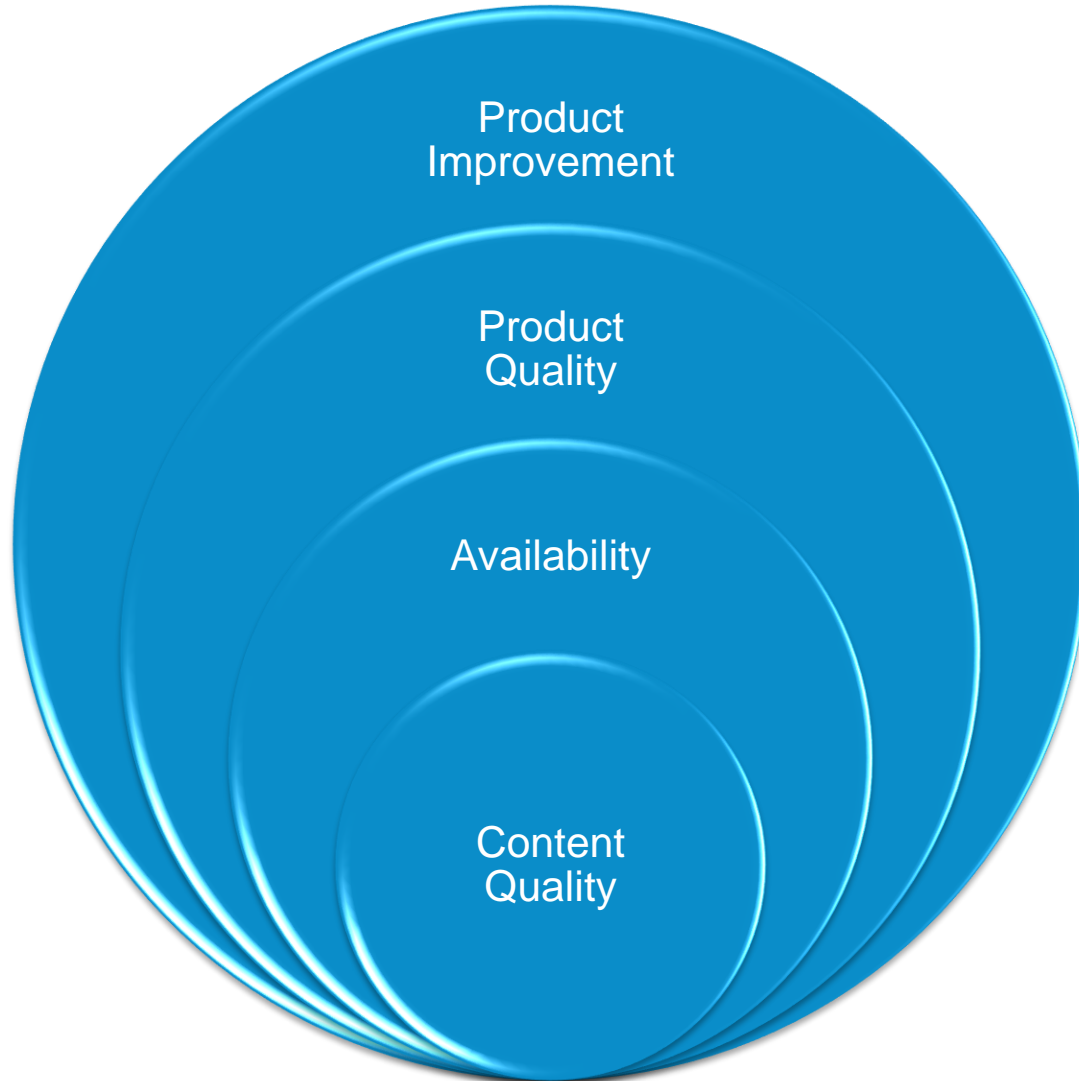 Product
Improvement
Product
Quality
Availability
Content
Quality